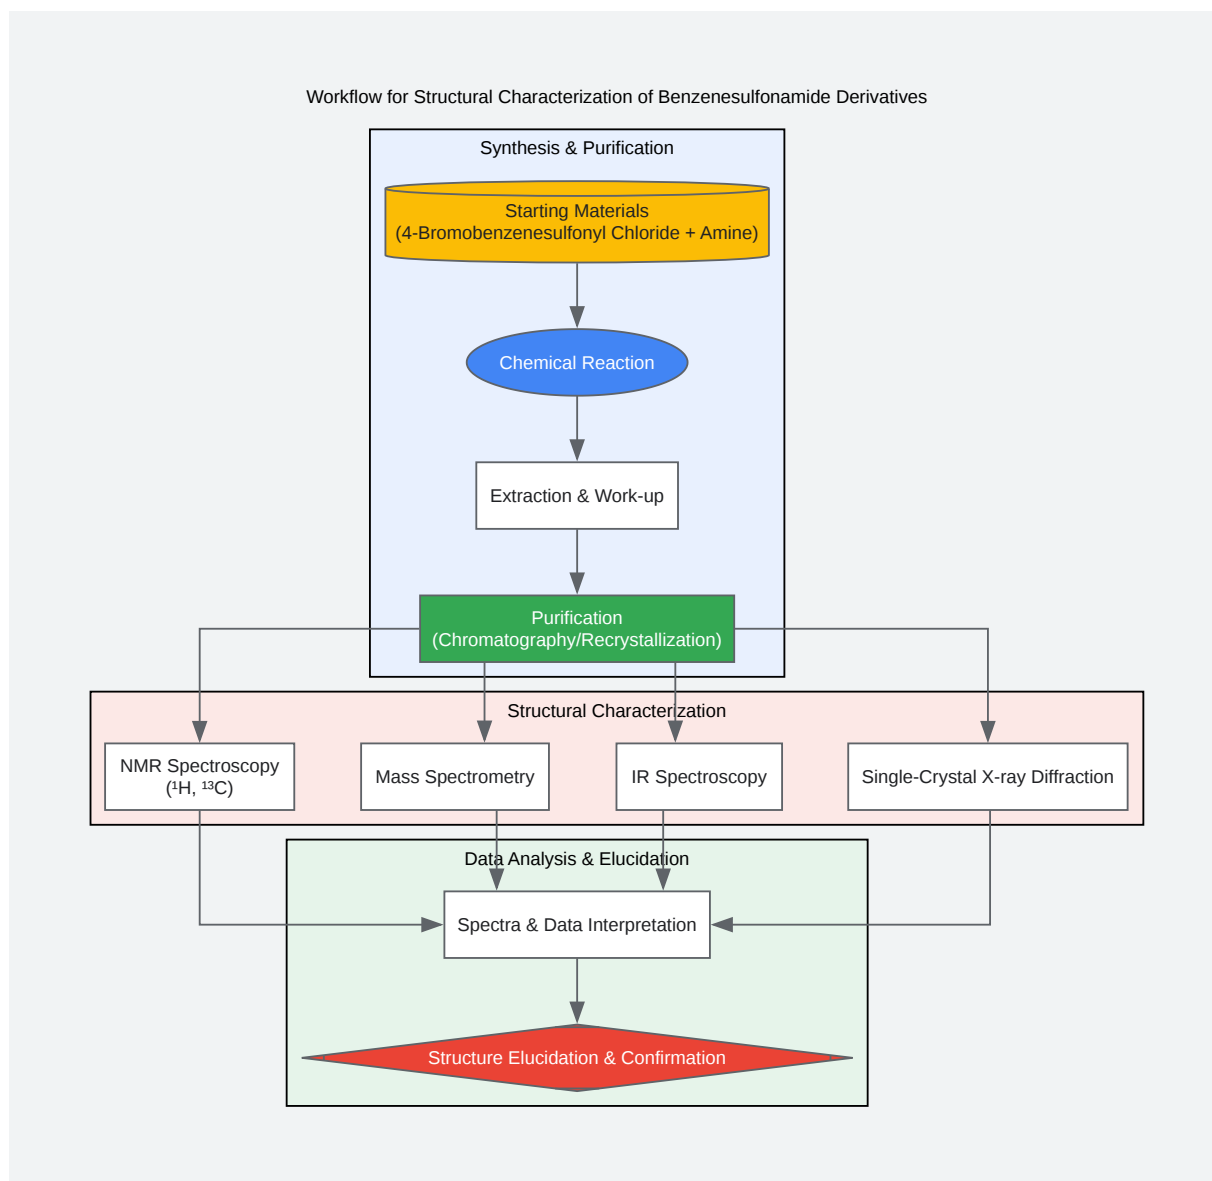 Workflow for Structural Characterization of Benzenesulfonamide Derivatives
Synthesis & Purification
Starting Materials
(4-Bromobenzenesulfonyl Chloride + Amine)
Chemical Reaction
Extraction & Work-up
Purification
(Chromatography/Recrystallization)
Structural Characterization
NMR Spectroscopy
(¹H, ¹³C)
Mass Spectrometry
IR Spectroscopy
Single-Crystal X-ray Diffraction
Data Analysis & Elucidation
Spectra & Data Interpretation
Structure Elucidation & Confirmation